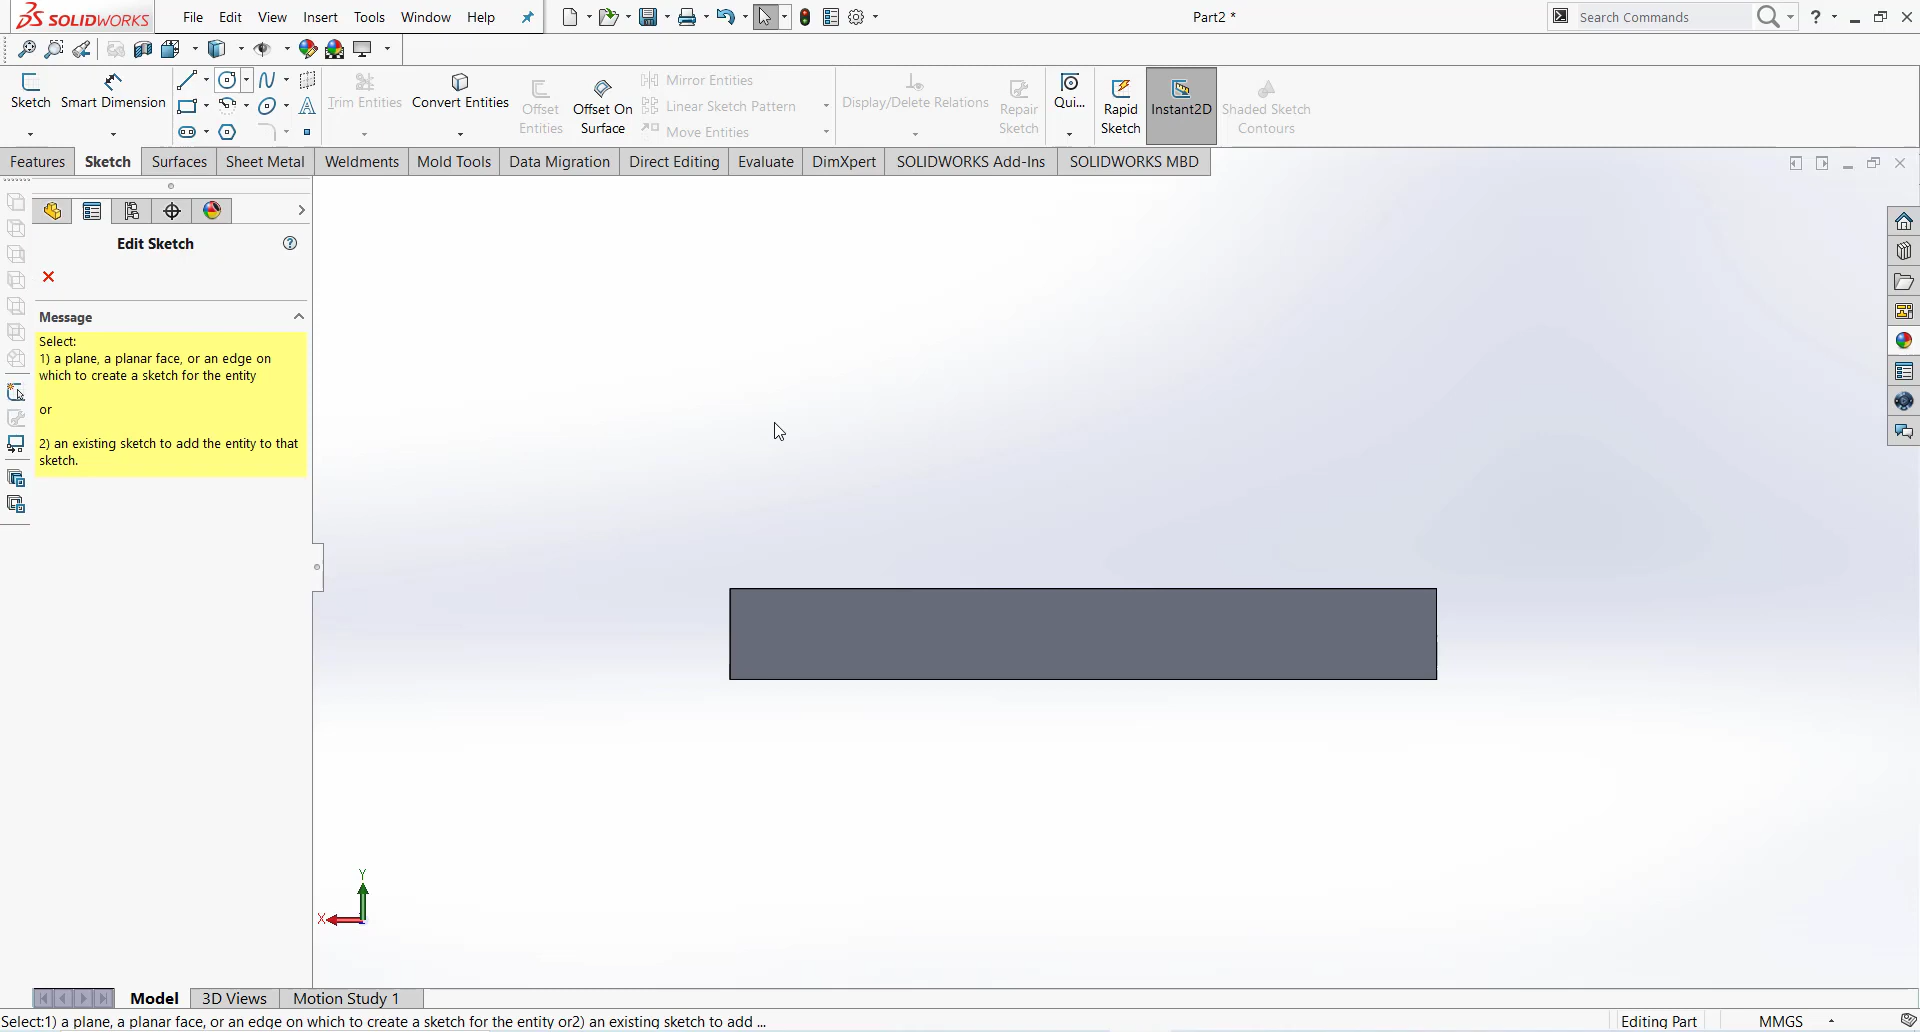 SOLIDWORKS File Edit View Insert Tools Window Help Part2 * Search Commands ?
Sketch Smart Dimension Trim Entities Convert Entities Offset Entities Offset On Surface Mirror Entities Linear Sketch Pattern Move Entities Display/Delete Relations Repair Sketch Qui... Rapid Sketch Instant2D Shaded Sketch Contours
Features Sketch Surfaces Sheet Metal Weldments Mold Tools Data Migration Direct Editing Evaluate DimXpert SOLIDWORKS Add-Ins SOLIDWORKS MBD
Edit Sketch
Message
Select:
1) a plane, a planar face, or an edge on
which to create a sketch for the entity
or
2) an existing sketch to add the entity to that
sketch.
Y
X
Model 3D Views Motion Study 1
Select:1) a plane, a planar face, or an edge on which to create a sketch for the entity or2) an existing sketch to add ... Editing Part MMGS